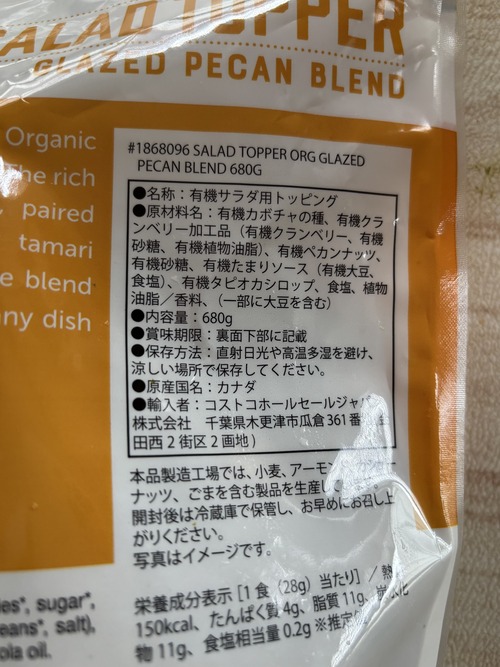 SALAD TOPPER
GLAZED PECAN BLEND
Organic
he rich
paired
tamari
e blend
ny dish
#1868096 SALAD TOPPER ORG GLAZED
PECAN BLEND 680G
●名称：有機サラダ用トッピング
●原材料名：有機カボチャの種、有機クラ
ンベリー加工品（有機クランベリー、有機
砂糖、有機植物油脂）、有機ペカンナッツ、
有機砂糖、有機たまりソース（有機大豆、
食塩）、有機タピオカシロップ、食塩、植物
油脂／香料、（一部に大豆を含む）
●内容量：680g
●賞味期限：裏面下部に記載
●保存方法：直射日光や高温多湿を避け、
涼しい場所で保存してください。
●原産国名：カナダ
●輸入者：コストコホールセールジャパ
株式会社　千葉県木更津市瓜倉 361 番
田西 2 街区 2 画地 )
本品製造工場では、小麦、アーモン
ナッツ、ごまを含む製品を生産し
開封後は冷蔵庫で保管し、お早めにお召し上
がりください。
写真はイメージです。
栄養成分表示 [1 食（28g）当たり] ／ 熱
150kcal、たんぱく質 4g、脂質 11g、炭水化
物 11g、食塩相当量 0.2g ※推定
es*, sugar*,
eans*, salt),
ola oil.